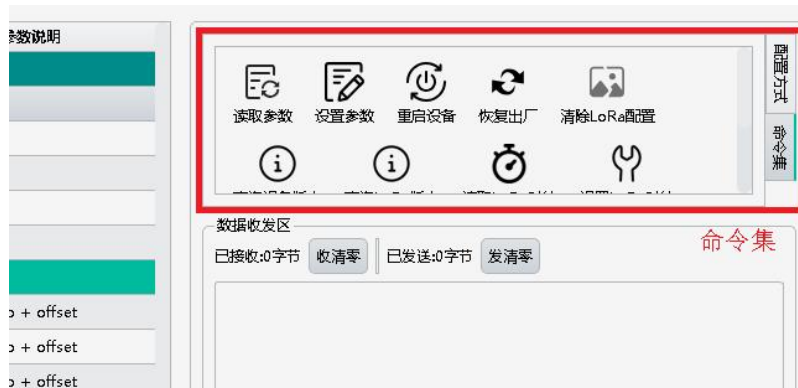 参数说明
配置方式
读取参数 设置参数 重启设备 恢复出厂 清除LoRa配置
命令集
数据收发区
命令集
已接收:0字节 收清零 已发送:0字节 发清零
+ offset
+ offset
+ offset